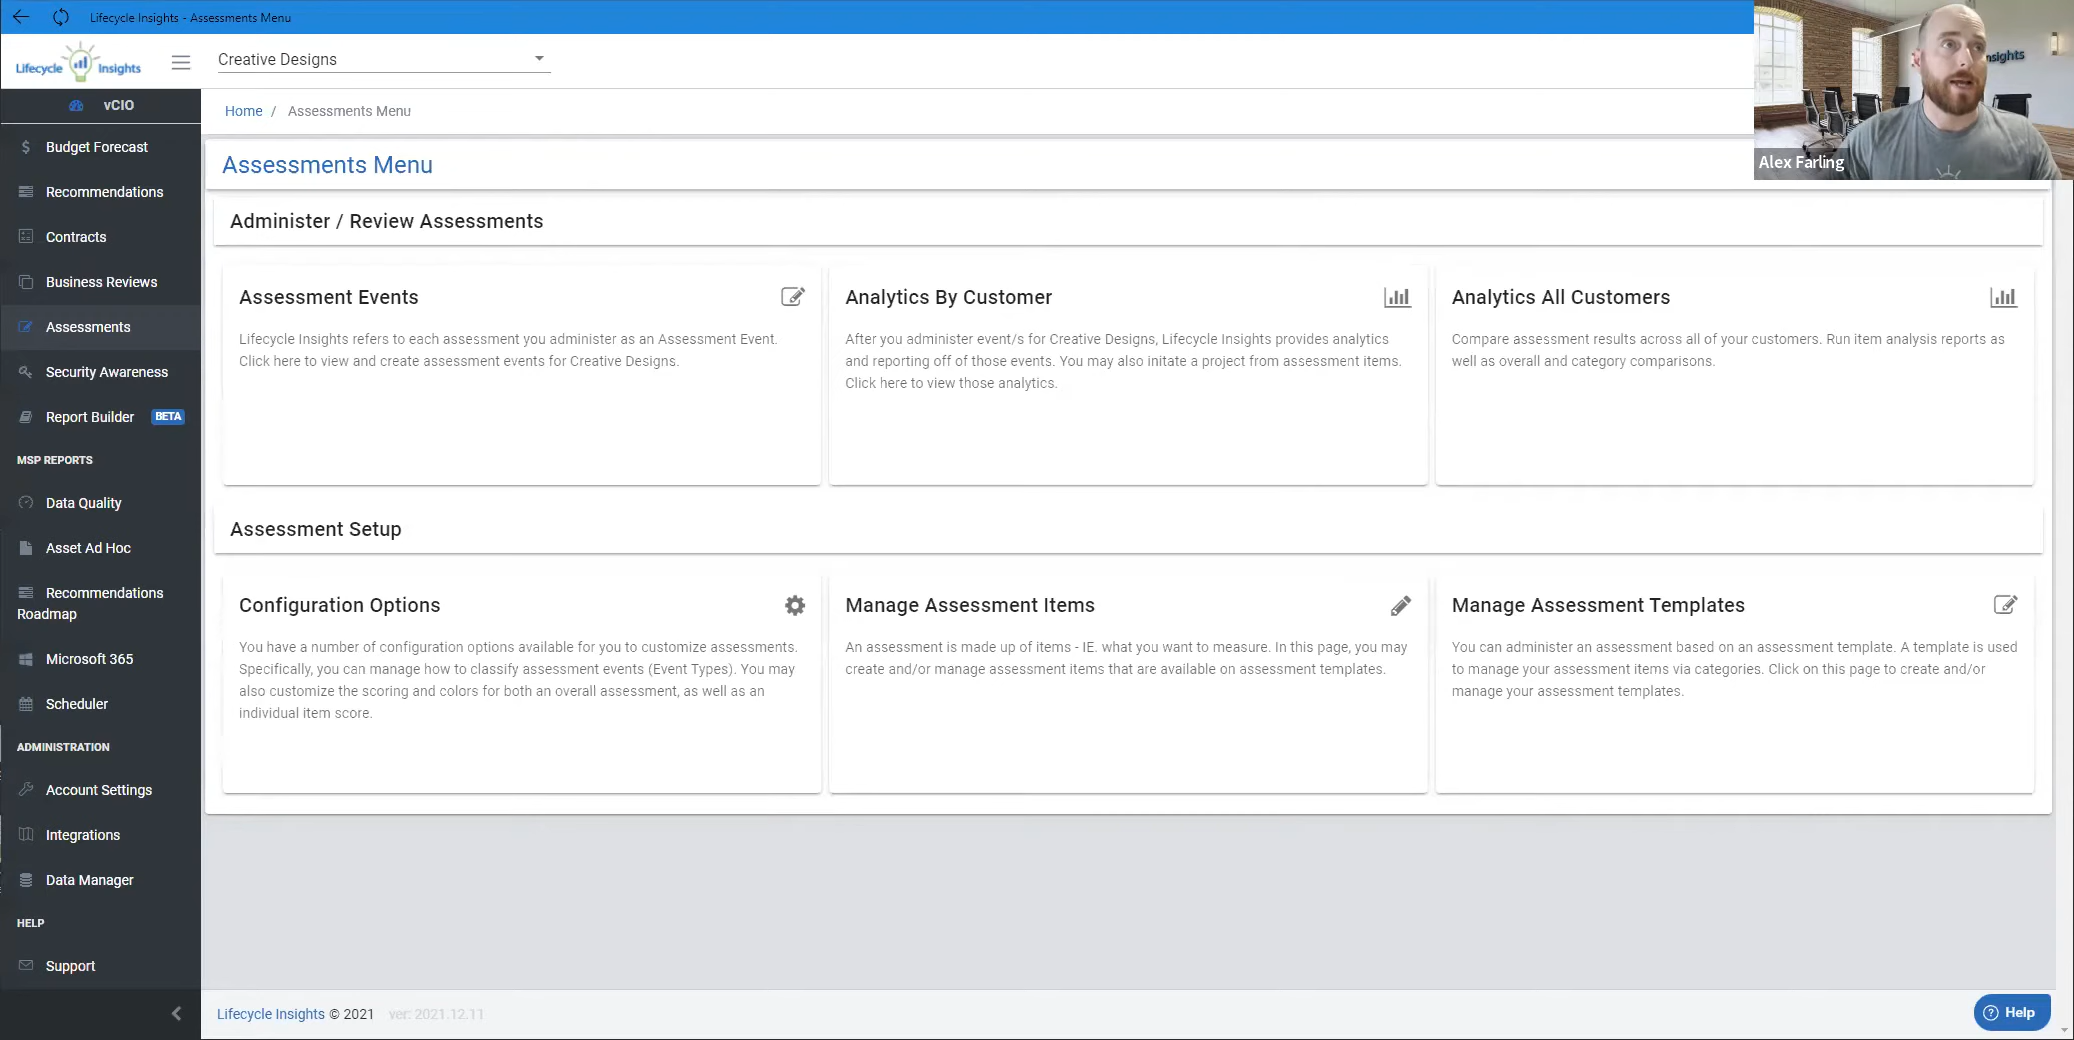 Lifecycle Insights - Assessments Menu
Lifecycle Insights
Creative Designs
nsights
Alex Farling
vCIO
Budget Forecast
Recommendations
Contracts
Business Reviews
Assessments
Security Awareness
Report Builder BETA
MSP REPORTS
Data Quality
Asset Ad Hoc
Recommendations
Roadmap
Microsoft 365
Scheduler
ADMINISTRATION
Account Settings
Integrations
Data Manager
HELP
Support
Home / Assessments Menu
Assessments Menu
Administer / Review Assessments
Assessment Events
Lifecycle Insights refers to each assessment you administer as an Assessment Event.
Click here to view and create assessment events for Creative Designs.
Analytics By Customer
After you administer event/s for Creative Designs, Lifecycle Insights provides analytics
and reporting off of those events. You may also initate a project from assessment items.
Click here to view those analytics.
Analytics All Customers
Compare assessment results across all of your customers. Run item analysis reports as
well as overall and category comparisons.
Assessment Setup
Configuration Options
You have a number of configuration options available for you to customize assessments.
Specifically, you can manage how to classify assessment events (Event Types). You may
also customize the scoring and colors for both an overall assessment, as well as an
individual item score.
Manage Assessment Items
An assessment is made up of items - IE. what you want to measure. In this page, you may
create and/or manage assessment items that are available on assessment templates.
Manage Assessment Templates
You can administer an assessment based on an assessment template. A template is used
to manage your assessment items via categories. Click on this page to create and/or
manage your assessment templates.
Lifecycle Insights © 2021 ver: 2021.12.11
Help